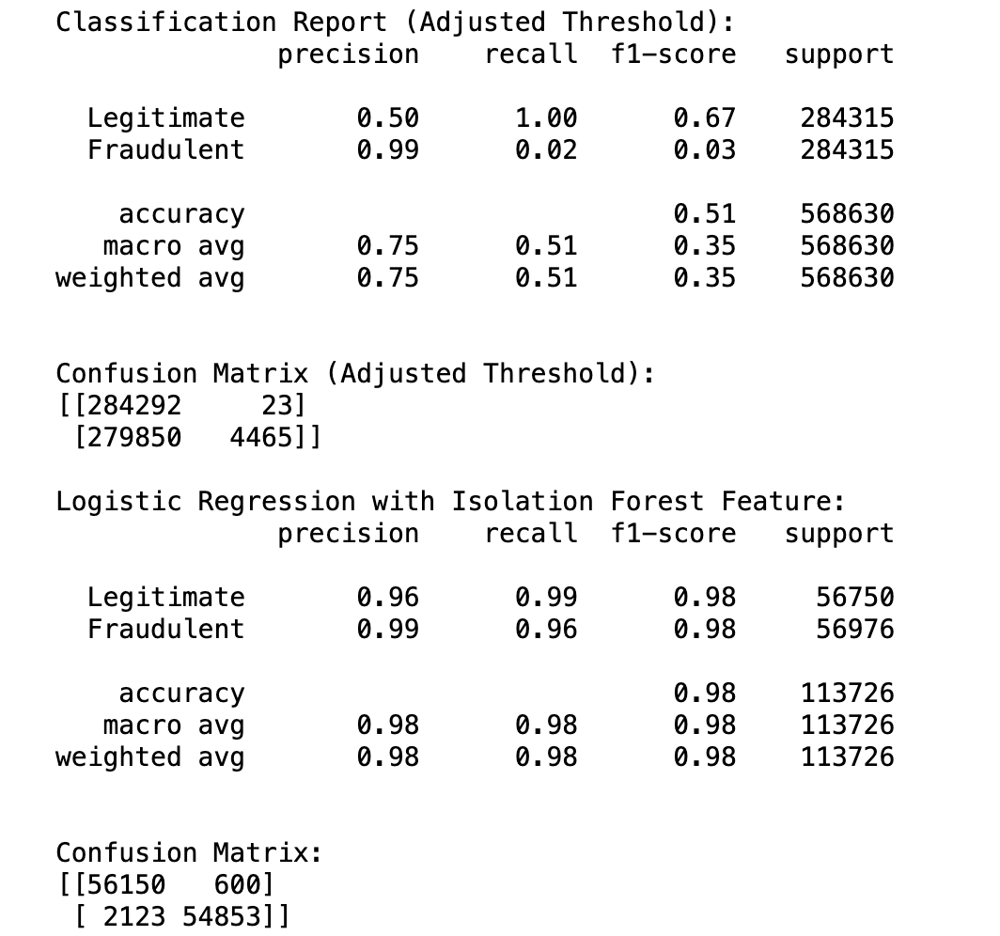 Classification Report (Adjusted Threshold):
precision recall f1-score support
Legitimate 0.50 1.00 0.67 284315
Fraudulent 0.99 0.02 0.03 284315
accuracy 0.51 568630
macro avg 0.75 0.51 0.35 568630
weighted avg 0.75 0.51 0.35 568630
Confusion Matrix (Adjusted Threshold):
[[284292 23]
[279850 4465]]
Logistic Regression with Isolation Forest Feature:
precision recall f1-score support
Legitimate 0.96 0.99 0.98 56750
Fraudulent 0.99 0.96 0.98 56976
accuracy 0.98 113726
macro avg 0.98 0.98 0.98 113726
weighted avg 0.98 0.98 0.98 113726
Confusion Matrix:
[[56150 600]
[ 2123 54853]]